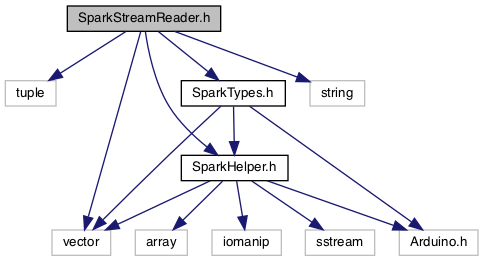 SparkStreamReader.h
tuple
SparkTypes.h
string
SparkHelper.h
vector
array
iomanip
sstream
Arduino.h